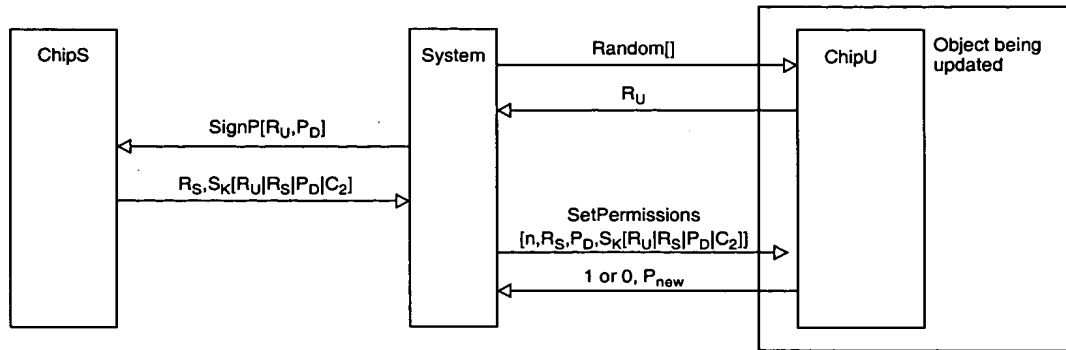 ChipS
System
ChipU
Object being
updated
Random[]
R_U
SignP[R_U,P_D]
R_S,S_K[R_U|R_S|P_D|C_2]
SetPermissions
[n,R_S,P_D,S_K[R_U|R_S|P_D|C_2]]
1 or 0, P_new